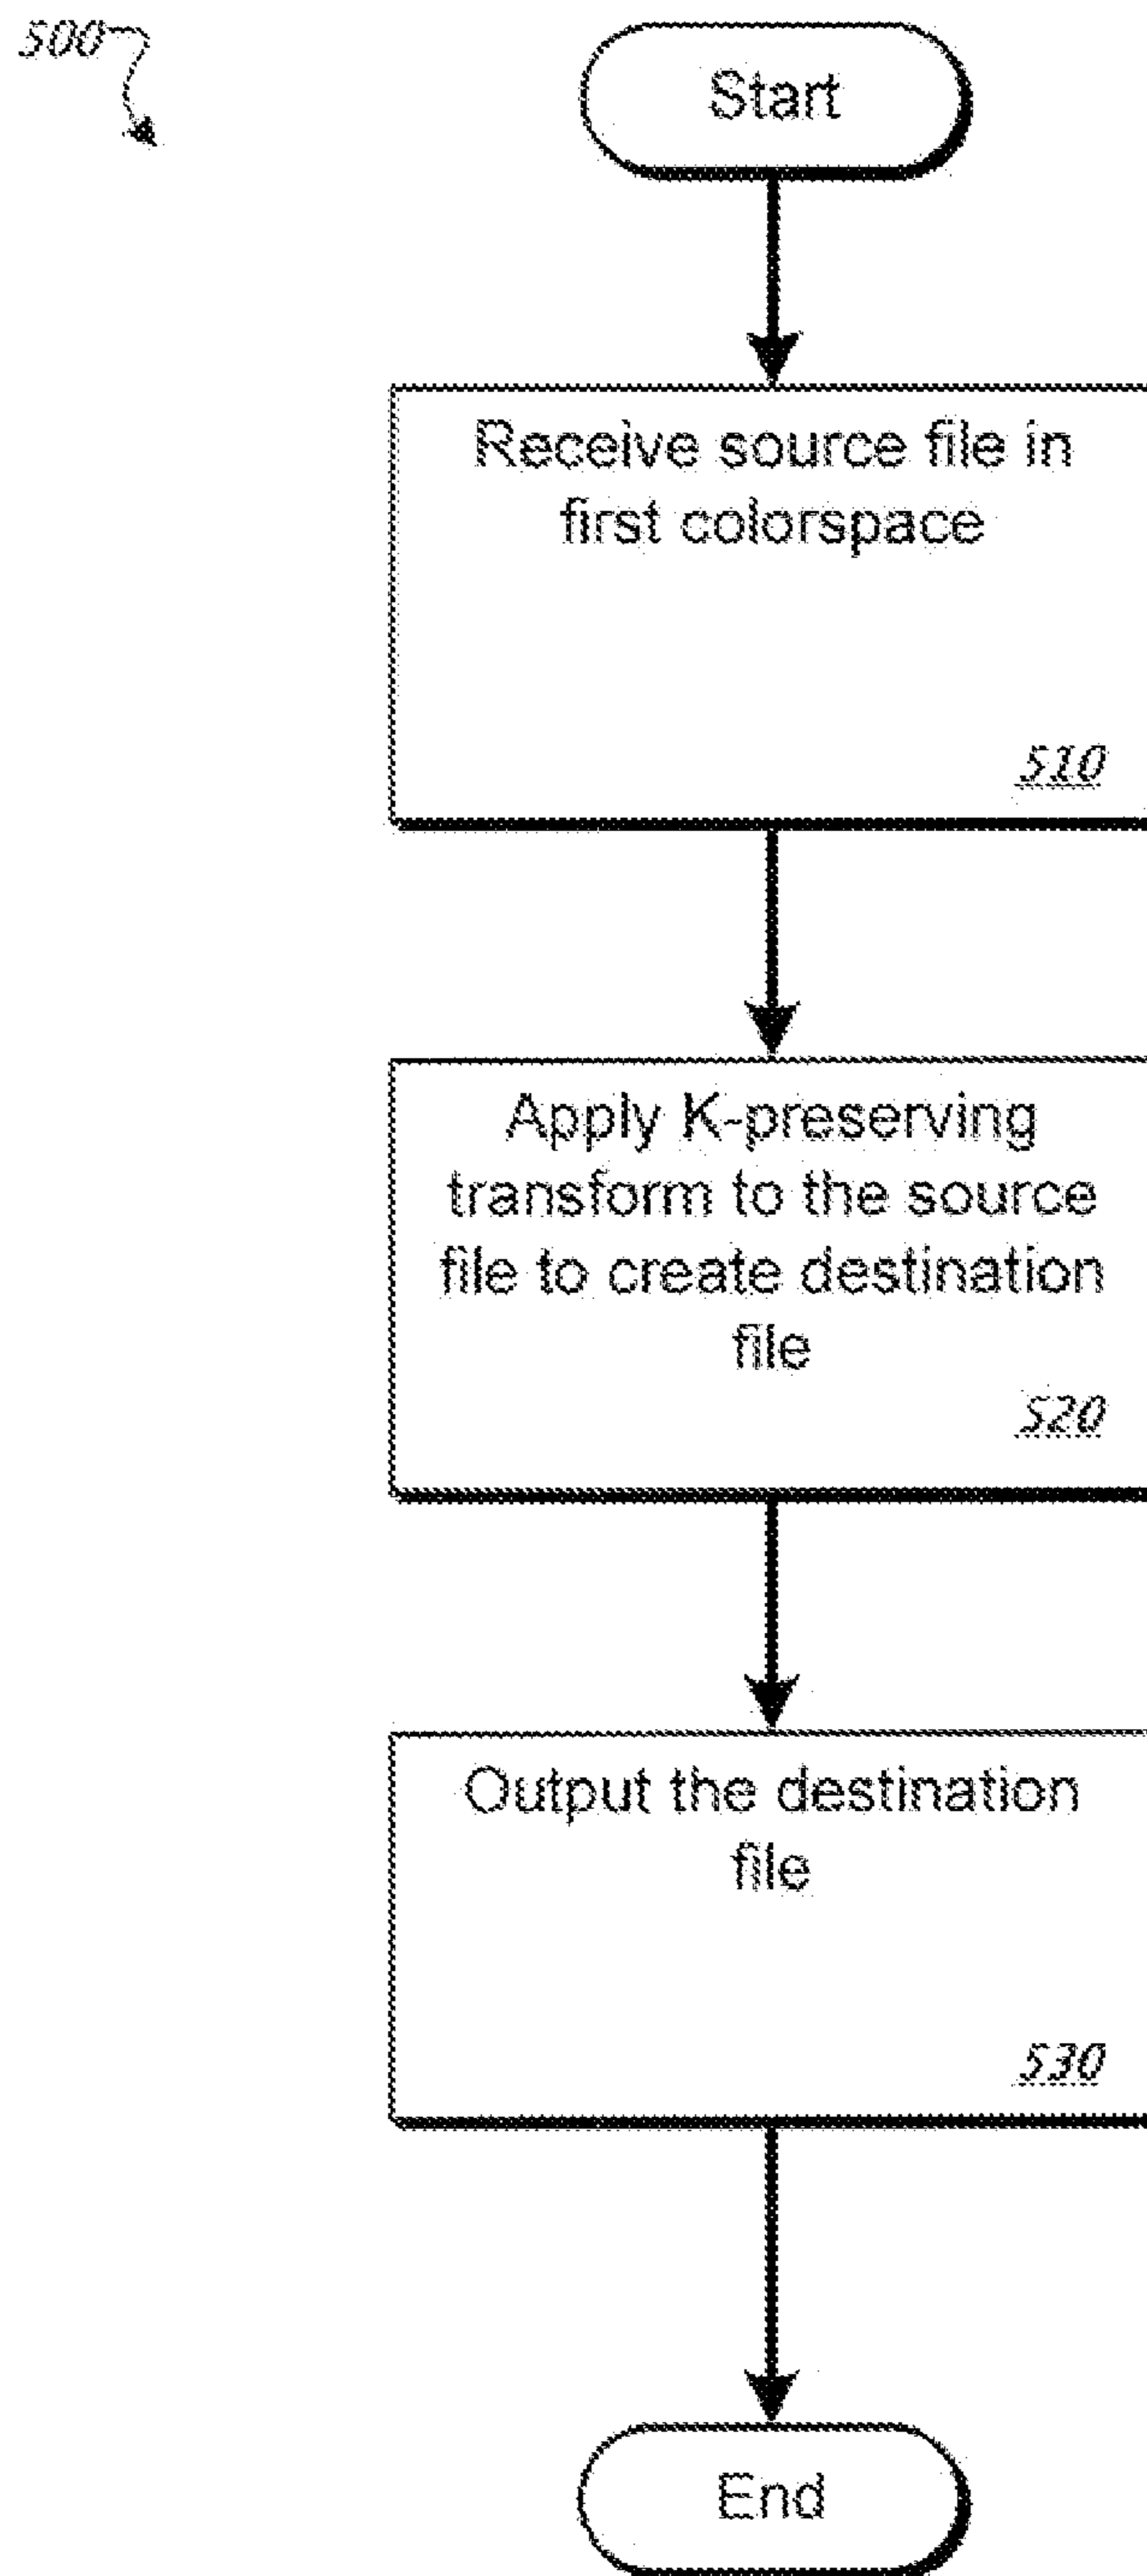 500
Start
Receive source file in
first colorspace
510
Apply K-preserving
transform to the source
file to create destination
file
520
Output the destination
file
530
End